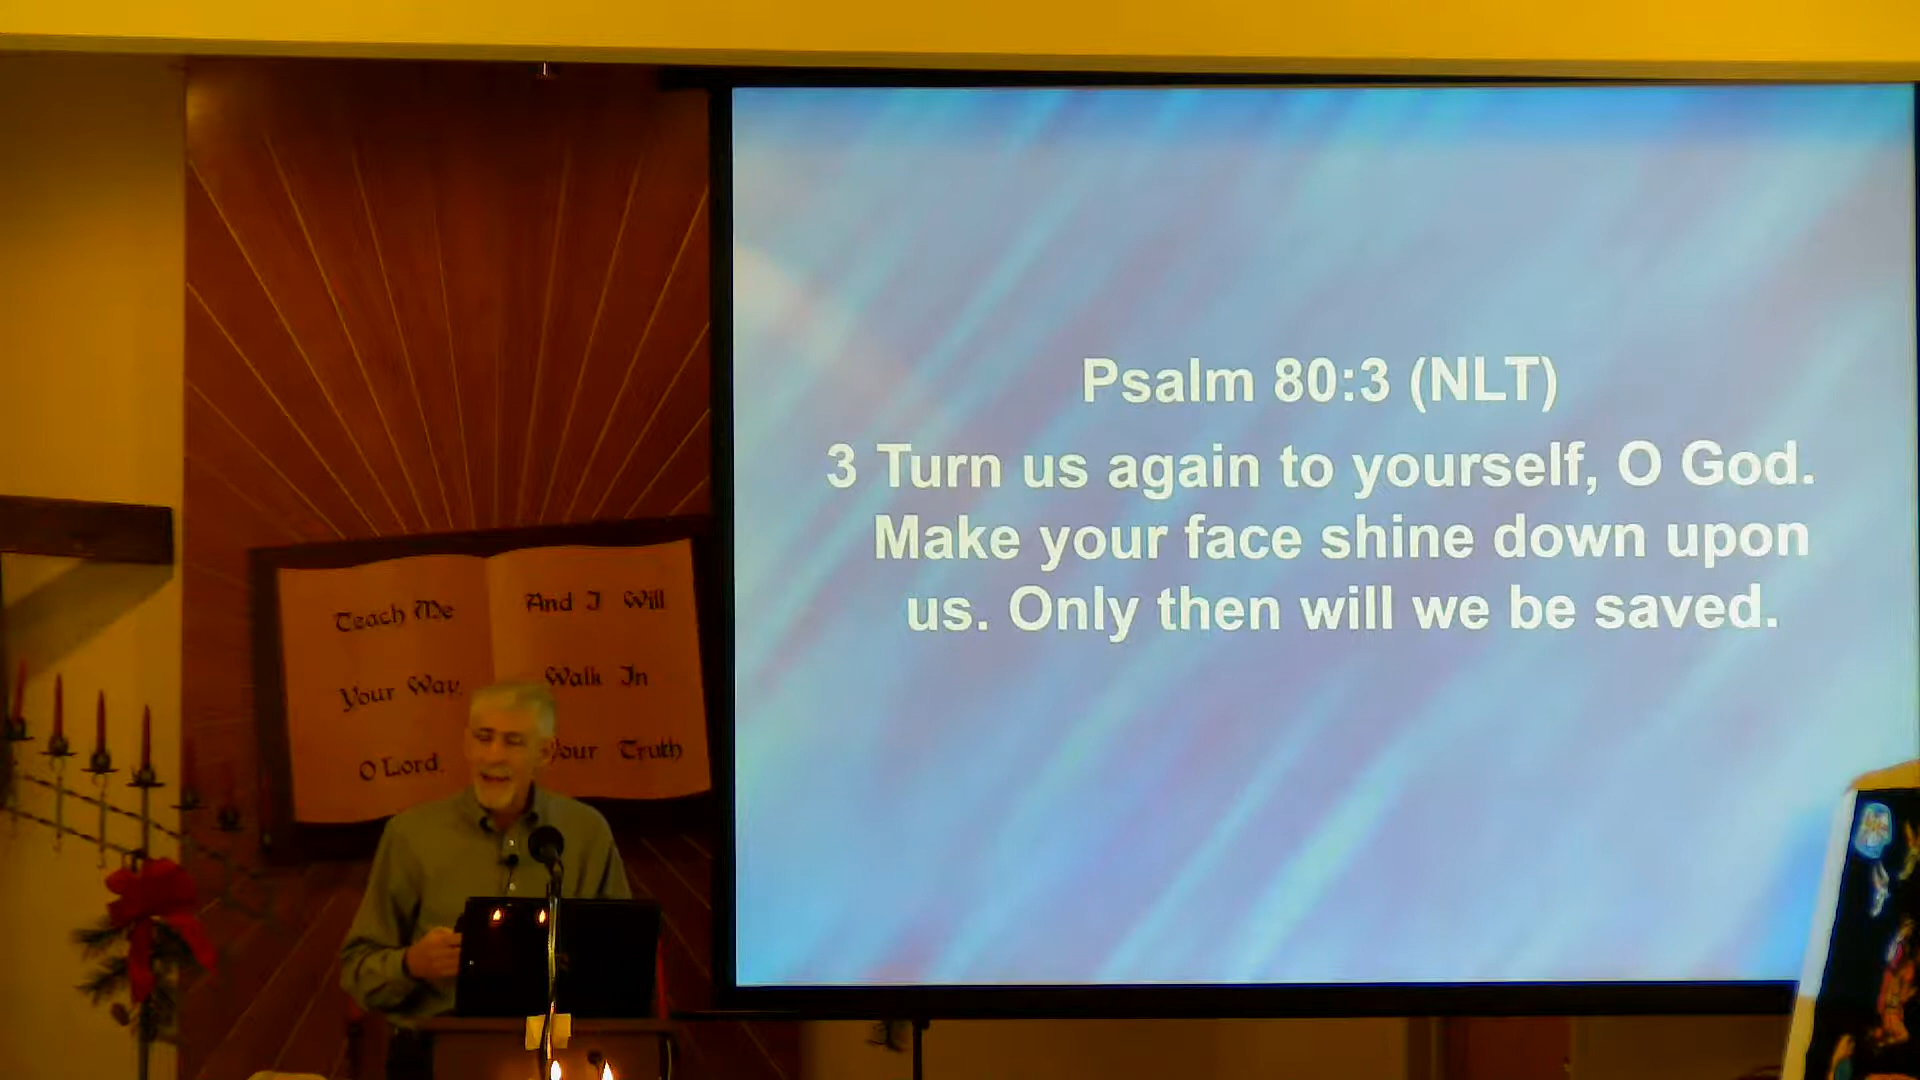 Psalm 80:3 (NLT)
3 Turn us again to yourself, O God.
Make your face shine down upon
us. Only then will we be saved.
Teach Me
Your Way,
O Lord,
And I Will
Walk In
Your Truth